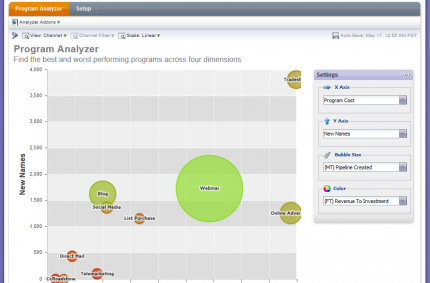 Program Analyzer Setup
Analyzer Actions
View: Channel Channel Filter Scale: Linear Auto-Save: May 17, 12:55 AM PST
Program Analyzer
Find the best and worst performing programs across four dimensions
4,000
3,500
3,000
2,500
2,000
1,500
1,000
500
0
New Names
Tradesh
Webinar
Blog
Social Media
List Purchase
Online Adver
Direct Mail
Telemarketing
Roadshow
Settings
X Axis
Program Cost
Y Axis
New Names
Bubble Size
(MT) Pipeline Created
Color
(FT) Revenue To Investment